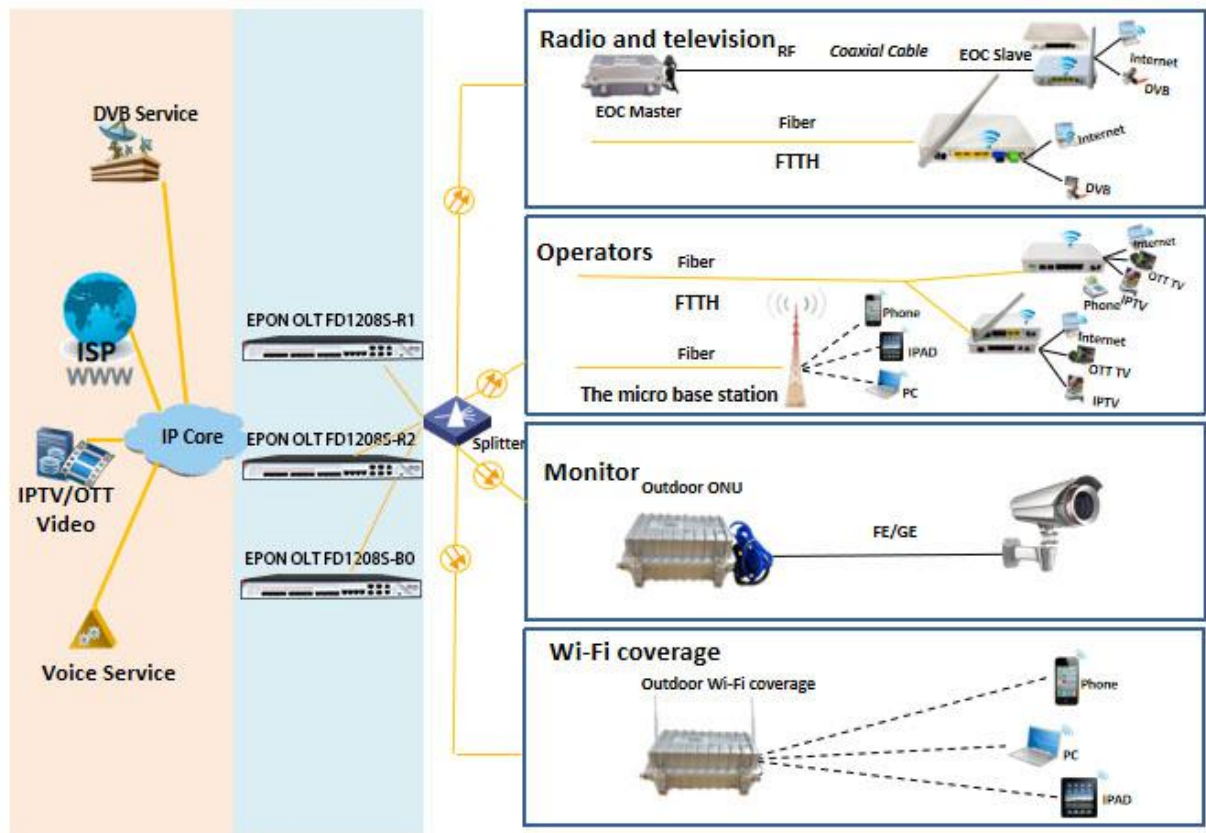 DVB Service
ISP
WWW
IP Core
IPTV/OTT
Video
Voice Service
EPON OLT FD1208S-R1
EPON OLT FD1208S-R2
EPON OLT FD1208S-B0
Splitter
Radio and television
RF
Coaxial Cable
EOC Slave
Internet
DVB
EOC Master
Fiber
FTTH
Internet
DVB
Operators
Fiber
FTTH
Internet
OTT TV
IPTV
Phone
Fiber
The micro base station
Phone
IPAD
PC
Internet
OTT TV
IPTV
Monitor
Outdoor ONU
FE/GE
Wi-Fi coverage
Outdoor Wi-Fi coverage
Phone
PC
IPAD